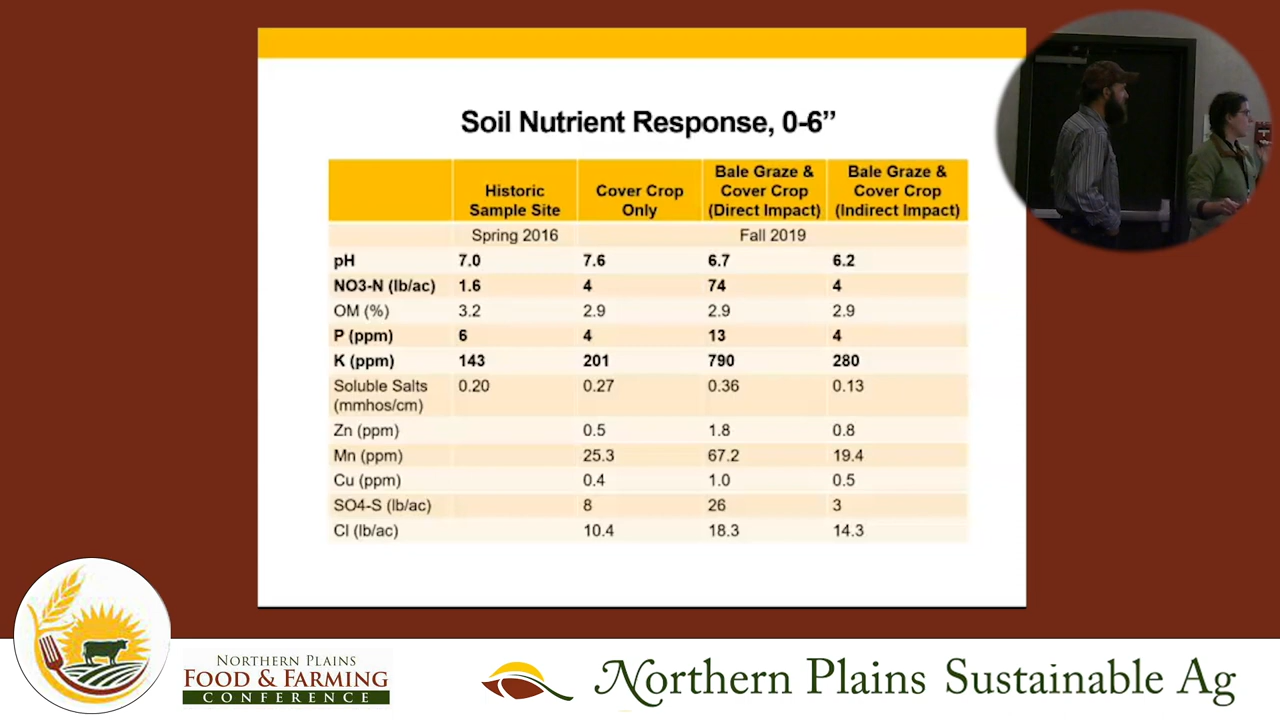 Soil Nutrient Response, 0-6”
Historic Sample Site Cover Crop Only Bale Graze & Cover Crop (Direct Impact) Bale Graze & Cover Crop (Indirect Impact)
Spring 2016 Fall 2019
pH 7.0 7.6 6.7 6.2
NO3-N (lb/ac) 1.6 4 74 4
OM (%) 3.2 2.9 2.9 2.9
P (ppm) 6 4 13 4
K (ppm) 143 201 790 280
Soluble Salts (mmhos/cm) 0.20 0.27 0.36 0.13
Zn (ppm) 0.5 1.8 0.8
Mn (ppm) 25.3 67.2 19.4
Cu (ppm) 0.4 1.0 0.5
SO4-S (lb/ac) 8 26 3
Cl (lb/ac) 10.4 18.3 14.3
NORTHERN PLAINS
FOOD & FARMING
CONFERENCE
Northern Plains Sustainable Ag